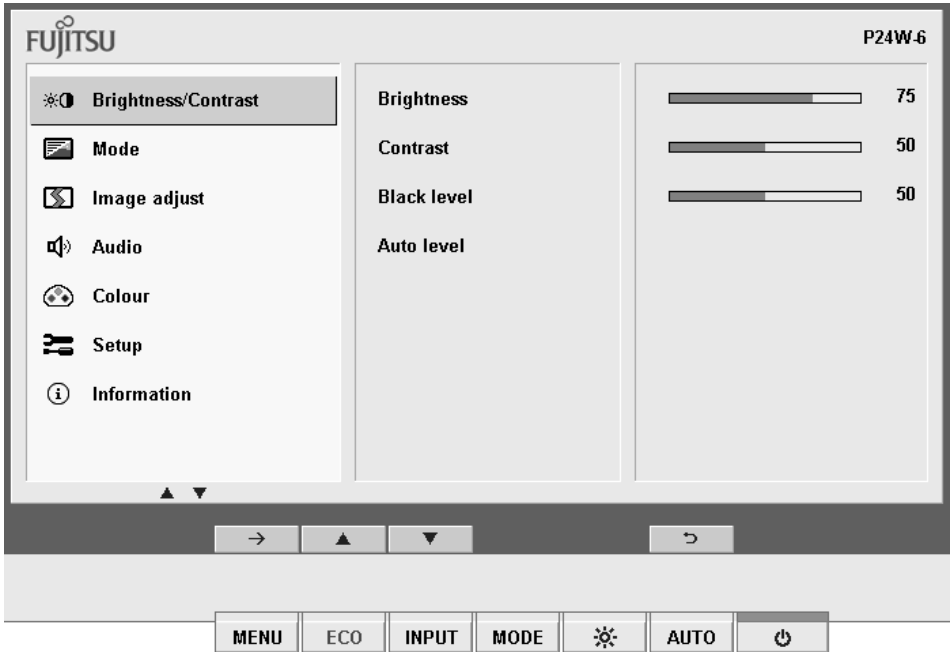 FUJITSU
P24W-6
Brightness/Contrast
Mode
Image adjust
Audio
Colour
Setup
Information
Brightness
Contrast
Black level
Auto level
75
50
50
MENU ECO INPUT MODE AUTO